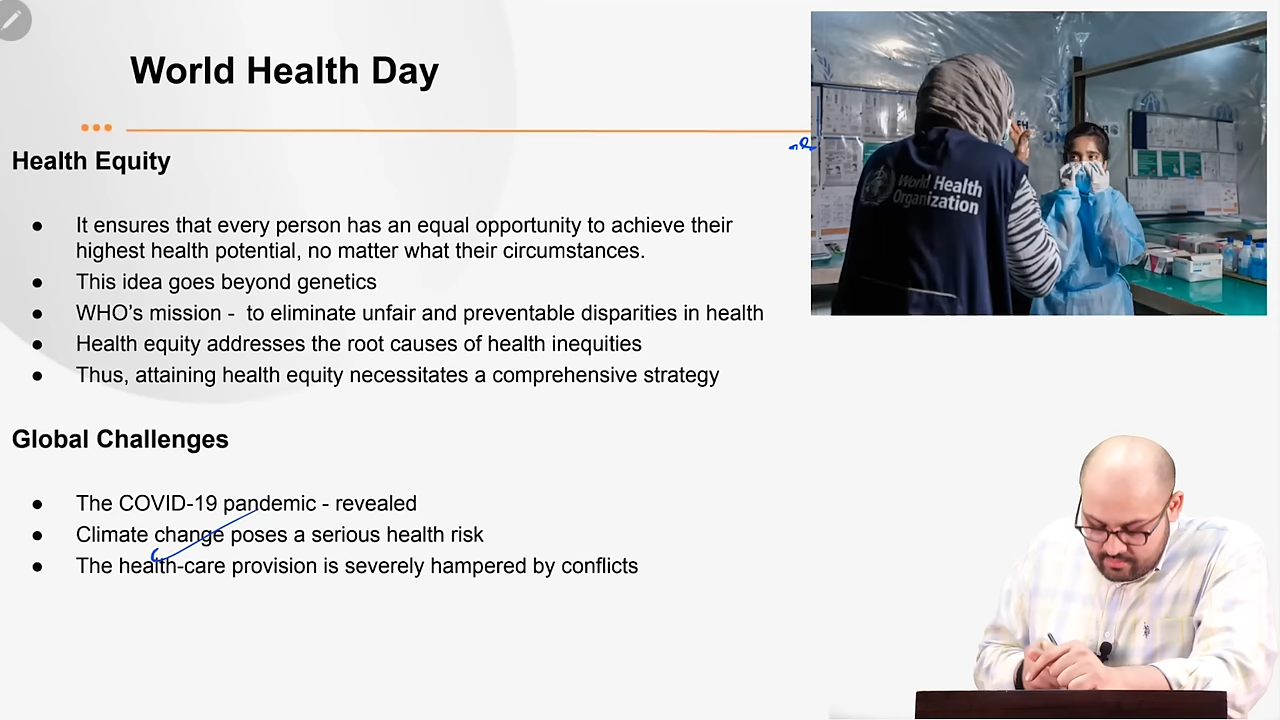 World Health Day
Health Equity
● It ensures that every person has an equal opportunity to achieve their
highest health potential, no matter what their circumstances.
● This idea goes beyond genetics
● WHO's mission - to eliminate unfair and preventable disparities in health
● Health equity addresses the root causes of health inequities
● Thus, attaining health equity necessitates a comprehensive strategy
Global Challenges
● The COVID-19 pandemic - revealed
● Climate change poses a serious health risk
● The health-care provision is severely hampered by conflicts
World Health
Organization